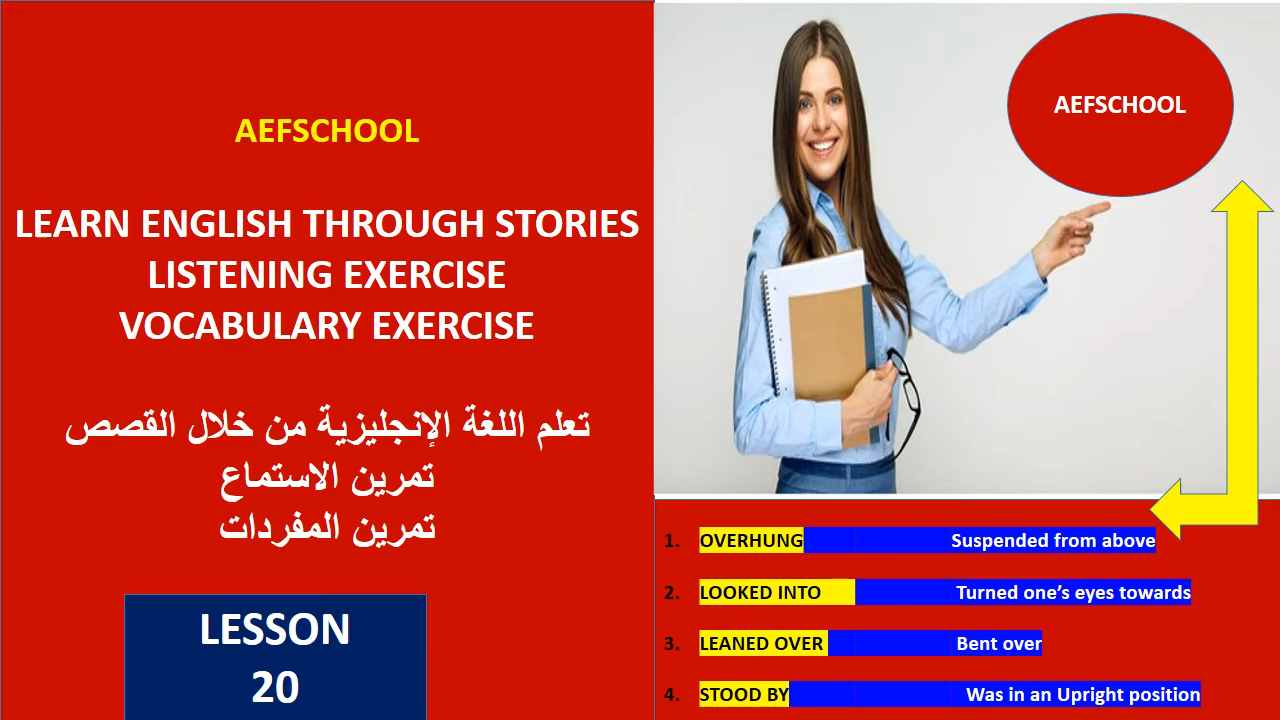 AEFSCHOOL
LEARN ENGLISH THROUGH STORIES
LISTENING EXERCISE
VOCABULARY EXERCISE
تعلم اللغة الإنجليزية من خلال القصص
تمرين الاستماع
تمرين المفردات
LESSON
20
AEFSCHOOL
1. OVERHUNG Suspended from above
2. LOOKED INTO Turned one’s eyes towards
3. LEANED OVER Bent over
4. STOOD BY Was in an Upright position